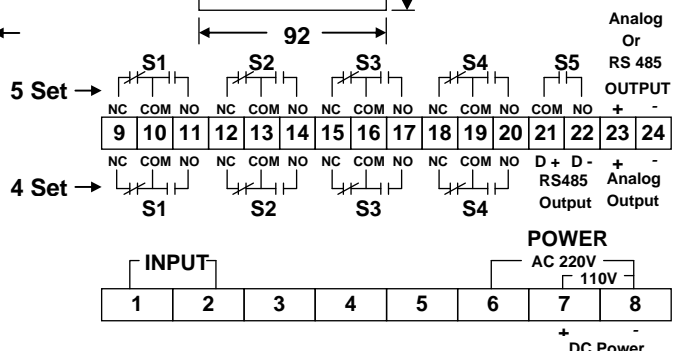 92
Analog
Or
RS 485
OUTPUT
S1 S2 S3 S4 S5
5 Set
NC COM NO NC COM NO NC COM NO NC COM NO COM NO + -
9 10 11 12 13 14 15 16 17 18 19 20 21 22 23 24
NC COM NO NC COM NO NC COM NO NC COM NO D + D - + -
4 Set
RS485 Analog
Output Output
S1 S2 S3 S4
POWER
INPUT
AC 220V
110V
1 2 3 4 5 6 7 8
+ -
DC Power